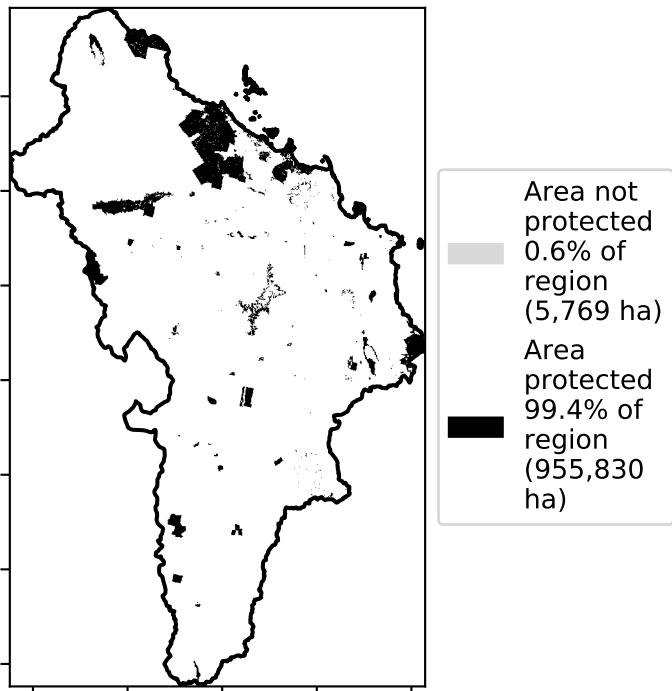 Area not
protected
0.6% of
region
(5,769 ha)
Area
protected
99.4% of
region
(955,830
ha)